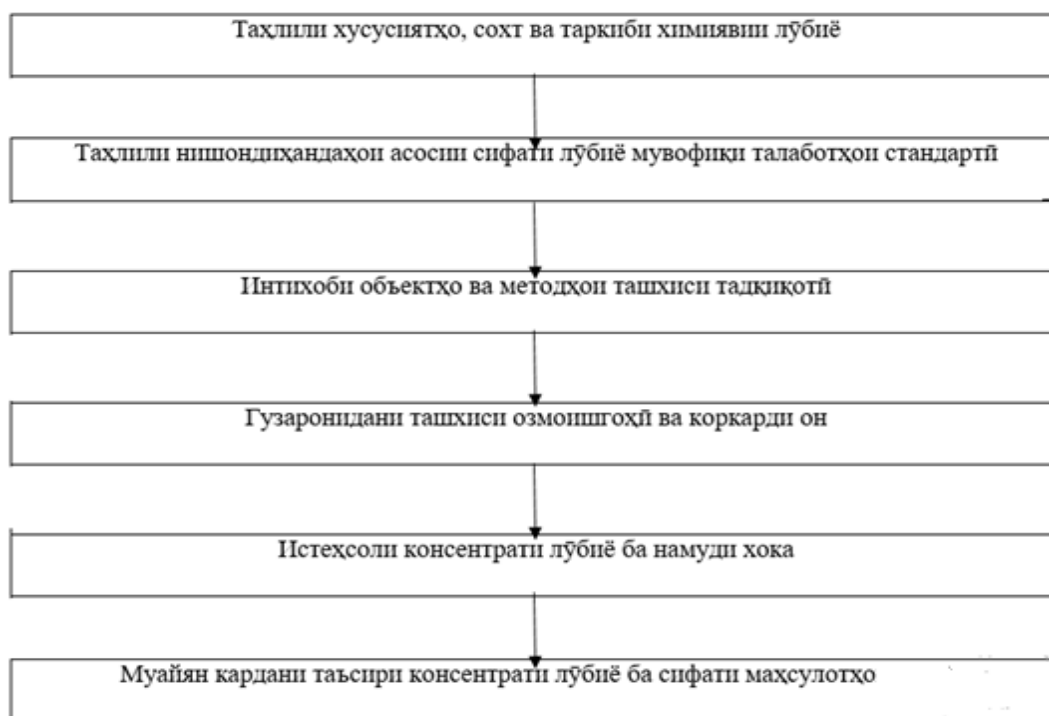 Таҳлили хусусиятҳо, сохт ва таркиби химиявии лӯбиё
Таҳлили нишондиҳандаҳои асосии сифати лӯбиё мувофиқи талаботҳои стандартӣ
Интихоби объектҳо ва методҳои ташхиси тадқиқотӣ
Гузаронидани ташхиси озмоишгоҳӣ ва коркарди он
Истеҳсоли консентрати лӯбиё ба намуди хока
Муайян кардани таъсири консентрати лӯбиё ба сифати маҳсулотҳо